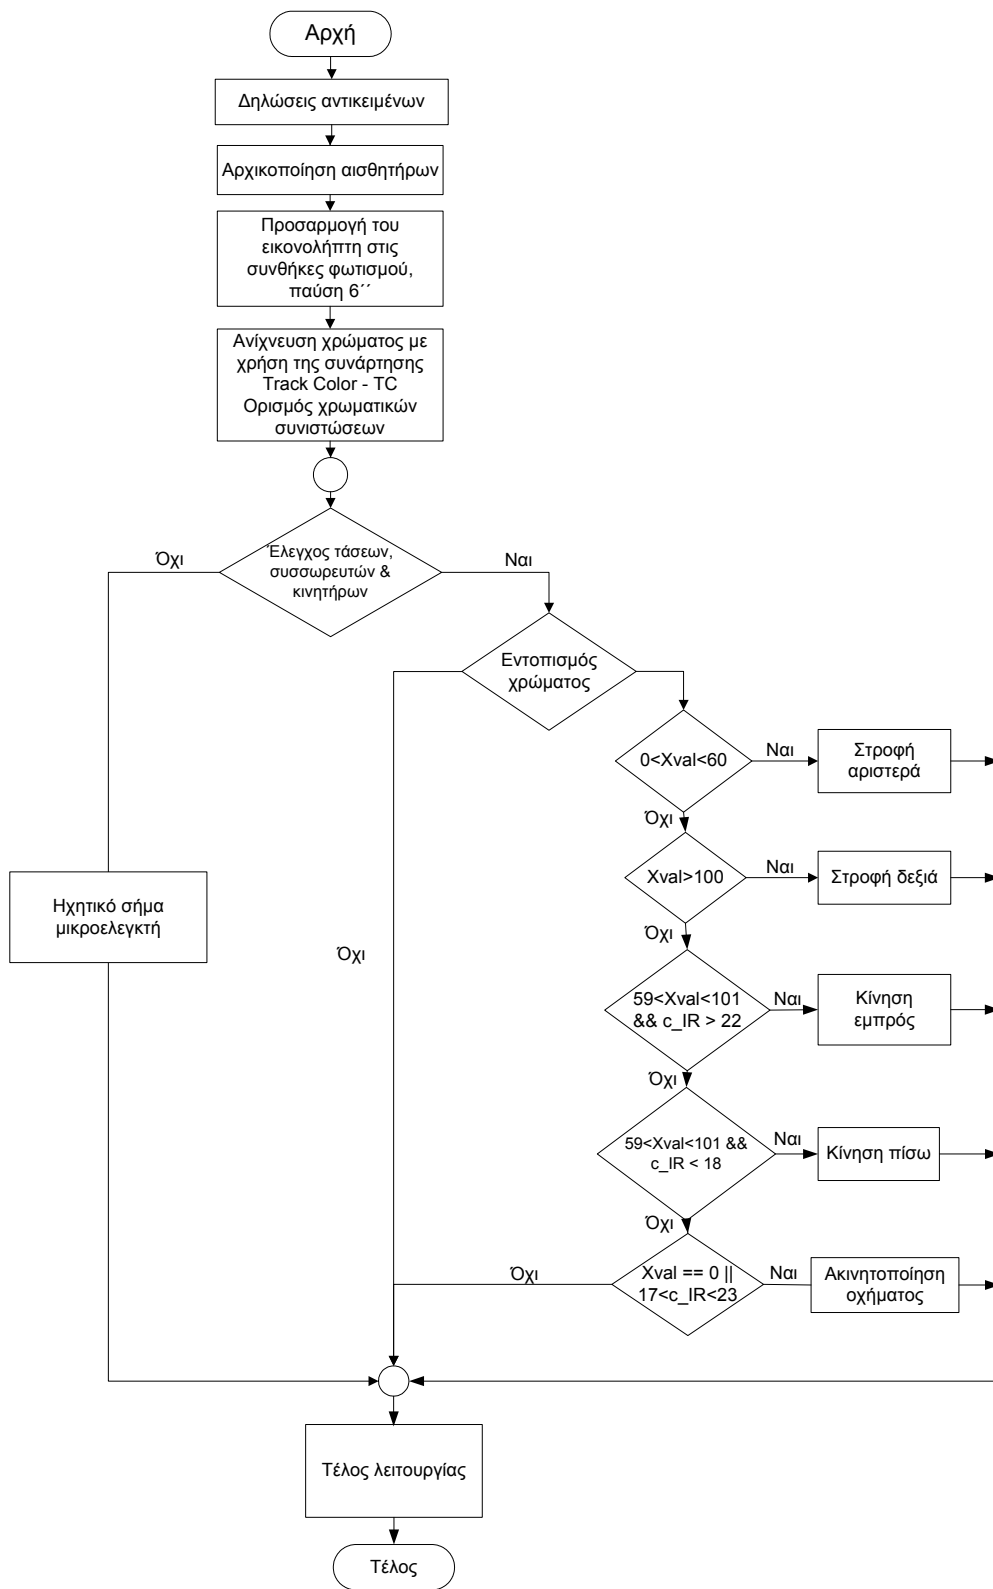 Αρχή
Δηλώσεις αντικειμένων
Αρχικοποίηση αισθητήρων
Προσαρμογή του
εικονολήπτη στις
συνθήκες φωτισμού,
παύση 6΄΄
Ανίχνευση χρώματος με
χρήση της συνάρτησης
Track Color - TC
Ορισμός χρωματικών
συνιστώσεων
Όχι
Έλεγχος τάσεων,
συσσωρευτών &
κινητήρων
Ναι
Εντοπισμός
χρώματος
0<Xval<60
Ναι
Στροφή
αριστερά
Όχι
Xval>100
Ναι
Στροφή δεξιά
Ηχητικό σήμα
μικροελεγκτή
Όχι
Όχι
59<Xval<101
&& c_IR > 22
Ναι
Κίνηση
εμπρός
Όχι
59<Xval<101 &&
c_IR < 18
Ναι
Κίνηση πίσω
Όχι
Όχι
Xval == 0 ||
17<c_IR<23
Ναι
Ακινητοποίηση
οχήματος
Τέλος λειτουργίας
Τέλος